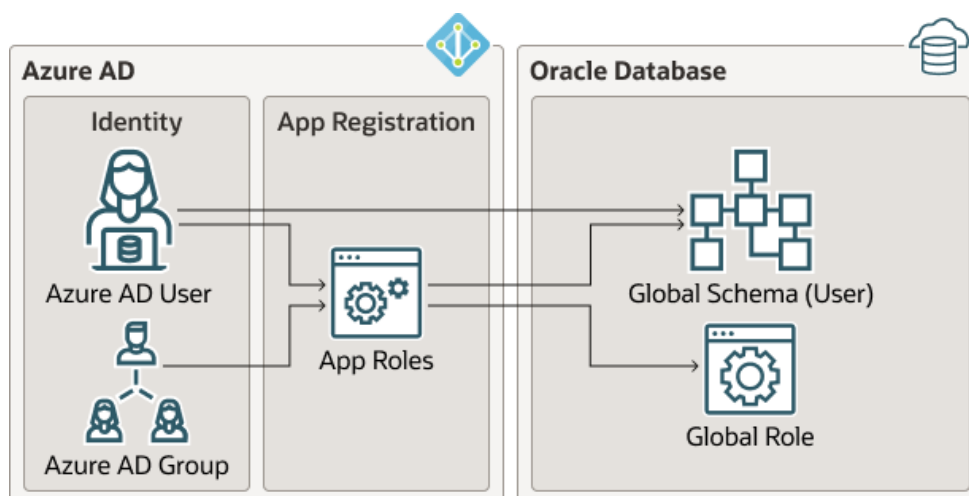 Azure AD
Oracle Database
Identity
App Registration
Azure AD User
App Roles
Global Schema (User)
Azure AD Group
Global Role